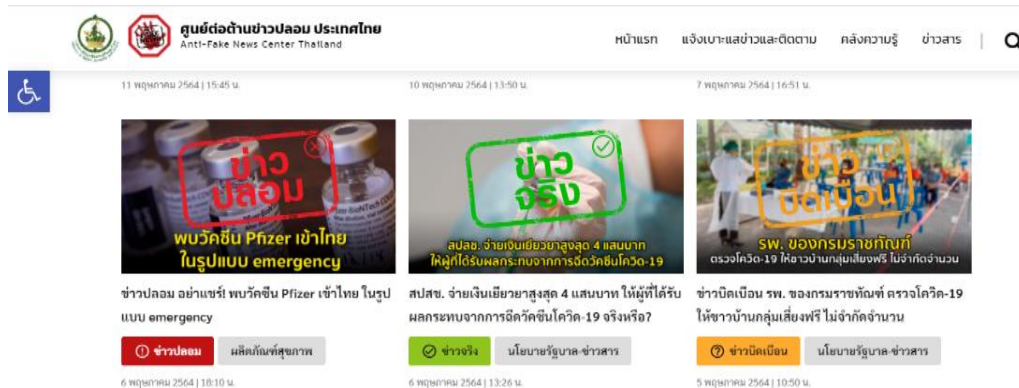 ศูนย์ต่อต้านข่าวปลอม ประเทศไทย
Anti-Fake News Center Thailand
หน้าแรก แจ้งเบาะแสข่าวและติดตาม คลังความรู้ ข่าวสาร
11 พฤษภาคม 2564 | 15:45 น.
10 พฤษภาคม 2564 | 13:50 น.
7 พฤษภาคม 2564 | 16:51 น.
ข่าว
ปลอม
พบวัคซีน Pfizer เข้าไทย
ในรูปแบบ emergency
ข่าว
จริง
สปสช. จ่ายเงินเยียวยาสูงสุด 4 แสนบาท
ให้ผู้ที่ได้รับผลกระทบจากการฉีดวัคซีนโควิด-19
ข่าว
บิดเบือน
รพ. ของกรมราชทัณฑ์
ตรวจโควิด-19 ให้ชาวบ้านกลุ่มเสี่ยงฟรี ไม่จำกัดจำนวน
ข่าวปลอม อย่าแชร์! พบวัคซีน Pfizer เข้าไทย ในรูป
แบบ emergency
สปสช. จ่ายเงินเยียวยาสูงสุด 4 แสนบาท ให้ผู้ที่ได้รับ
ผลกระทบจากการฉีดวัคซีนโควิด-19 จริงหรือ?
ข่าวบิดเบือน รพ. ของกรมราชทัณฑ์ ตรวจโควิด-19
ให้ชาวบ้านกลุ่มเสี่ยงฟรี ไม่จำกัดจำนวน
ข่าวปลอม ผลิตภัณฑ์สุขภาพ
ข่าวจริง นโยบายรัฐบาล-ข่าวสาร
ข่าวบิดเบือน นโยบายรัฐบาล-ข่าวสาร
6 พฤษภาคม 2564 | 18:10 น.
6 พฤษภาคม 2564 | 13:26 น.
5 พฤษภาคม 2564 | 10:50 น.